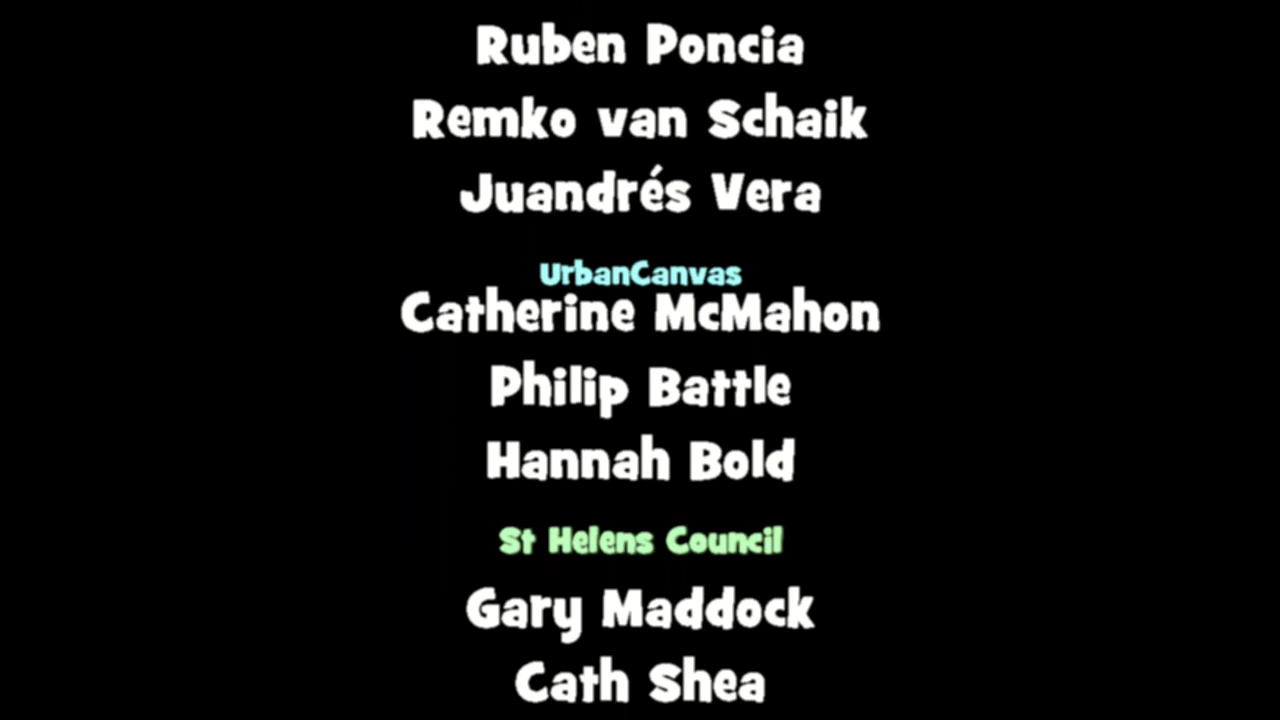 Ruben Poncia
Remko van Schaik
Juandrés Vera
UrbanCanvas
Catherine McMahon
Philip Battle
Hannah Bold
St Helens Council
Gary Maddock
Cath Shea